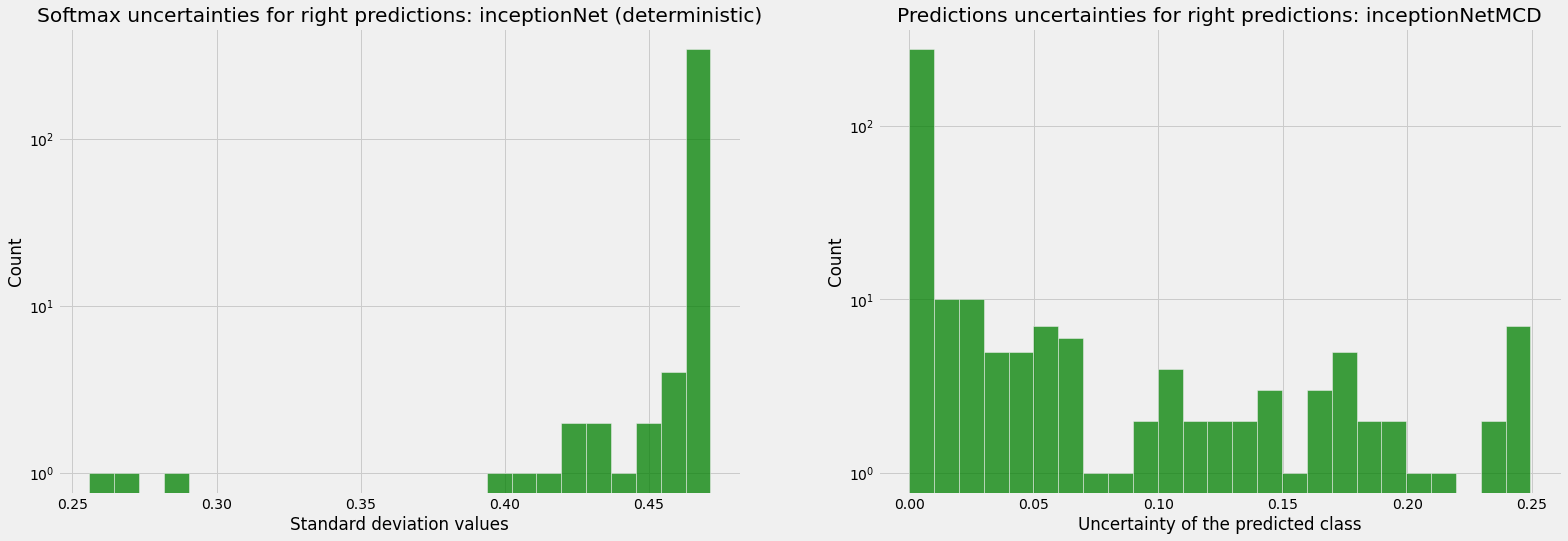 Softmax uncertainties for right predictions: inceptionNet (deterministic)
10²
10¹
10⁰
Count
0.25 0.30 0.35 0.40 0.45
Standard deviation values
Predictions uncertainties for right predictions: inceptionNetMCD
10²
10¹
10⁰
Count
0.00 0.05 0.10 0.15 0.20 0.25
Uncertainty of the predicted class